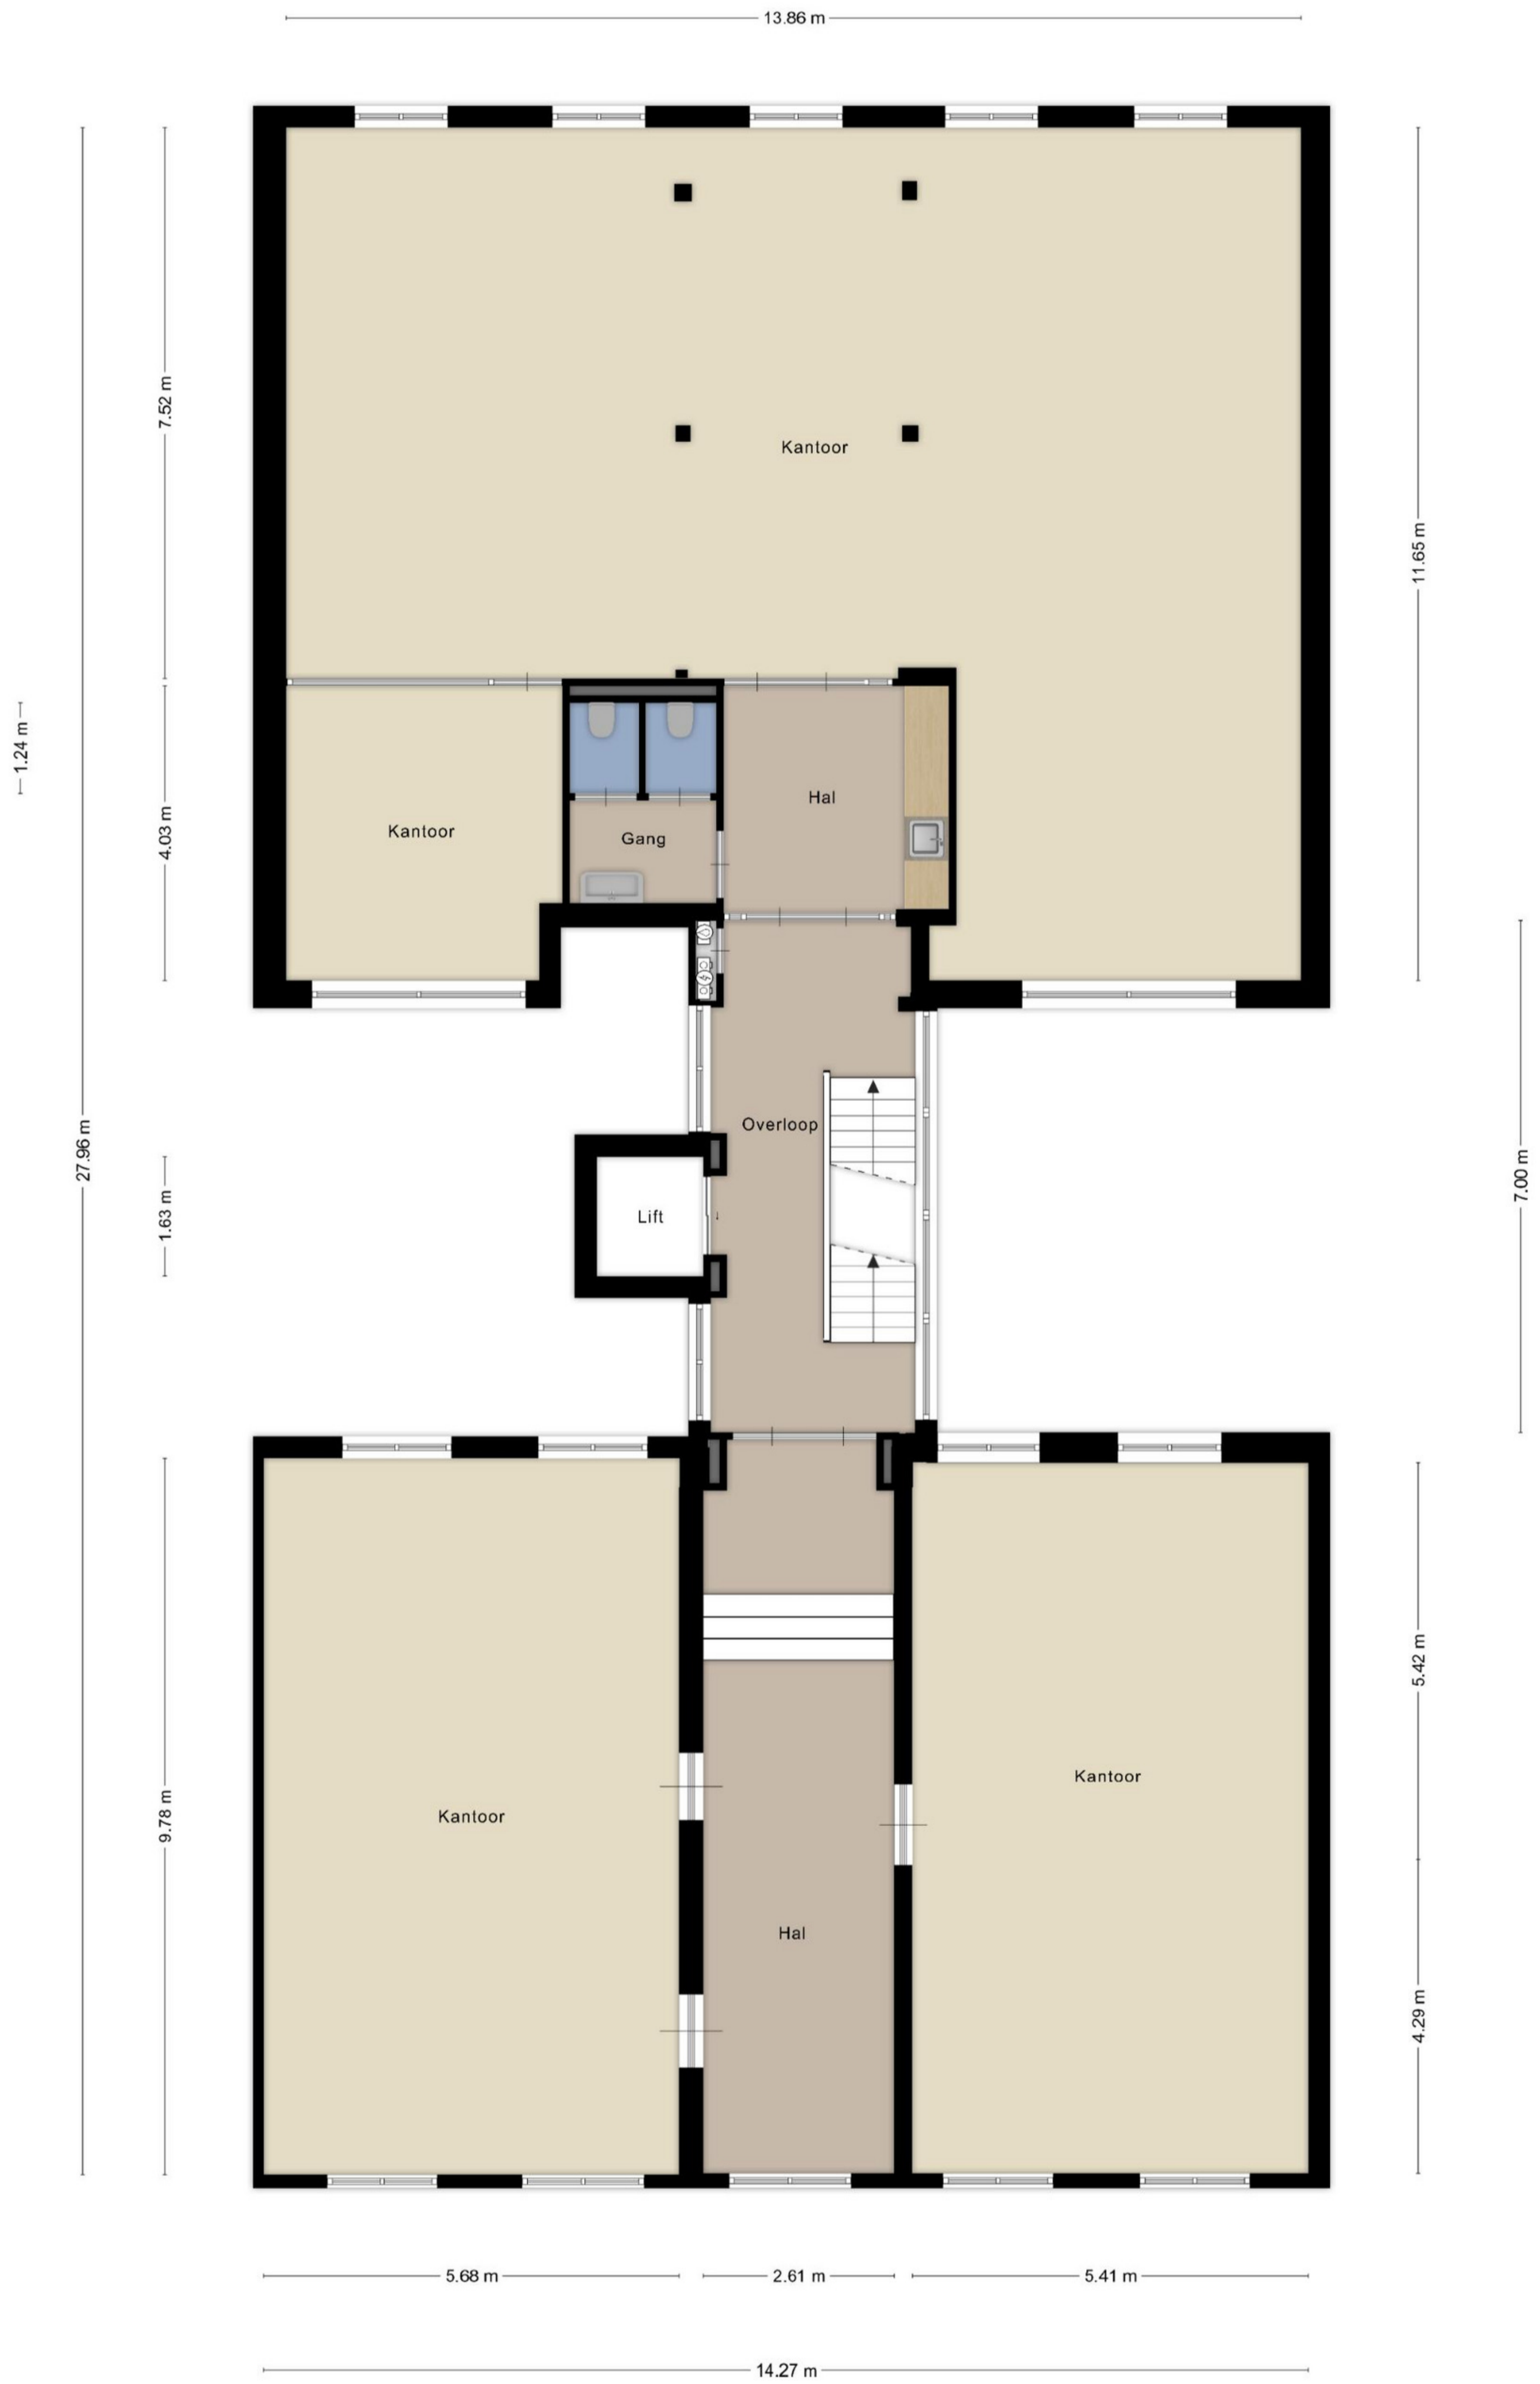 13.86 m
7.52 m
Kantoor
11.65 m
1.24 m
Hal
Kantoor
Gang
4.03 m
Overloop
27.96 m
7.00 m
1.63 m
Lift
5.42 m
Kantoor
9.78 m
Kantoor
Hal
4.29 m
5.68 m
2.61 m
5.41 m
14.27 m